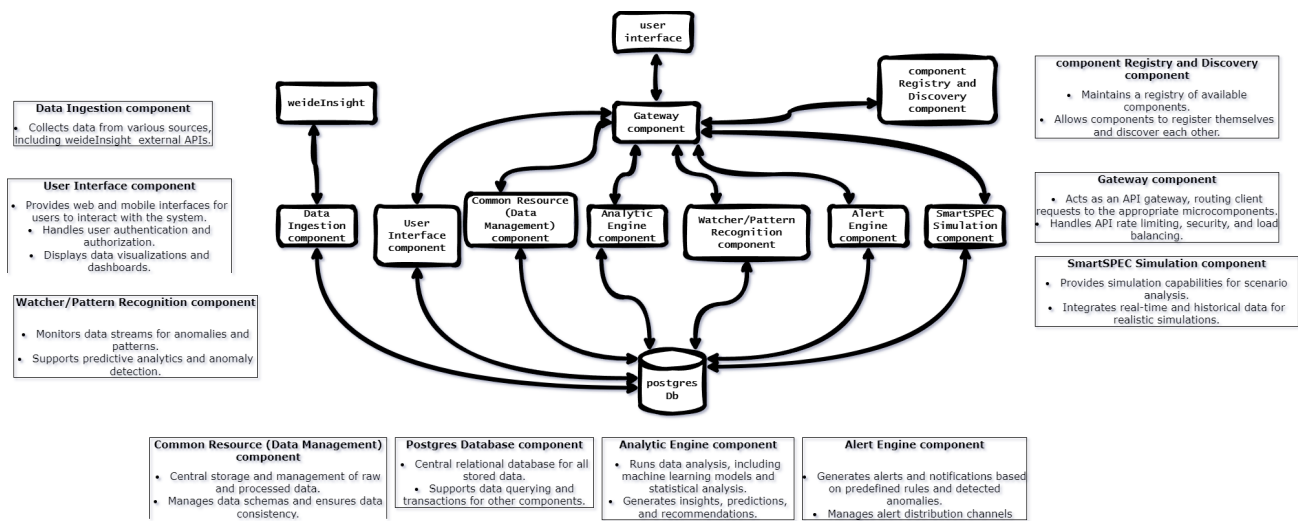 user
interface
component
Registry and
Discovery
component
weideInsight
Gateway
component
Data
Ingestion
component
User
Interface
component
Common Resource
(Data
Management)
component
Analytic
Engine
component
Watcher/Pattern
Recognition
component
Alert
Engine
component
SmartSPEC
Simulation
component
postgres
Db
Data Ingestion component
• Collects data from various sources,
including weideInsight external APIs.
User Interface component
• Provides web and mobile interfaces for
users to interact with the system.
• Handles user authentication and
authorization.
• Displays data visualizations and
dashboards.
Watcher/Pattern Recognition component
• Monitors data streams for anomalies and
patterns.
• Supports predictive analytics and anomaly
detection.
component Registry and Discovery
component
• Maintains a registry of available
components.
• Allows components to register themselves
and discover each other.
Gateway component
• Acts as an API gateway, routing client
requests to the appropriate microcomponents.
• Handles API rate limiting, security, and load
balancing.
SmartSPEC Simulation component
• Provides simulation capabilities for scenario
analysis.
• Integrates real-time and historical data for
realistic simulations.
Common Resource (Data Management)
component
• Central storage and management of raw
and processed data.
• Manages data schemas and ensures data
consistency.
Postgres Database component
• Central relational database for all
stored data.
• Supports data querying and
transactions for other components.
Analytic Engine component
• Runs data analysis, including
machine learning models and
statistical analysis.
• Generates insights, predictions,
and recommendations.
Alert Engine component
• Generates alerts and notifications based
on predefined rules and detected
anomalies.
• Manages alert distribution channels